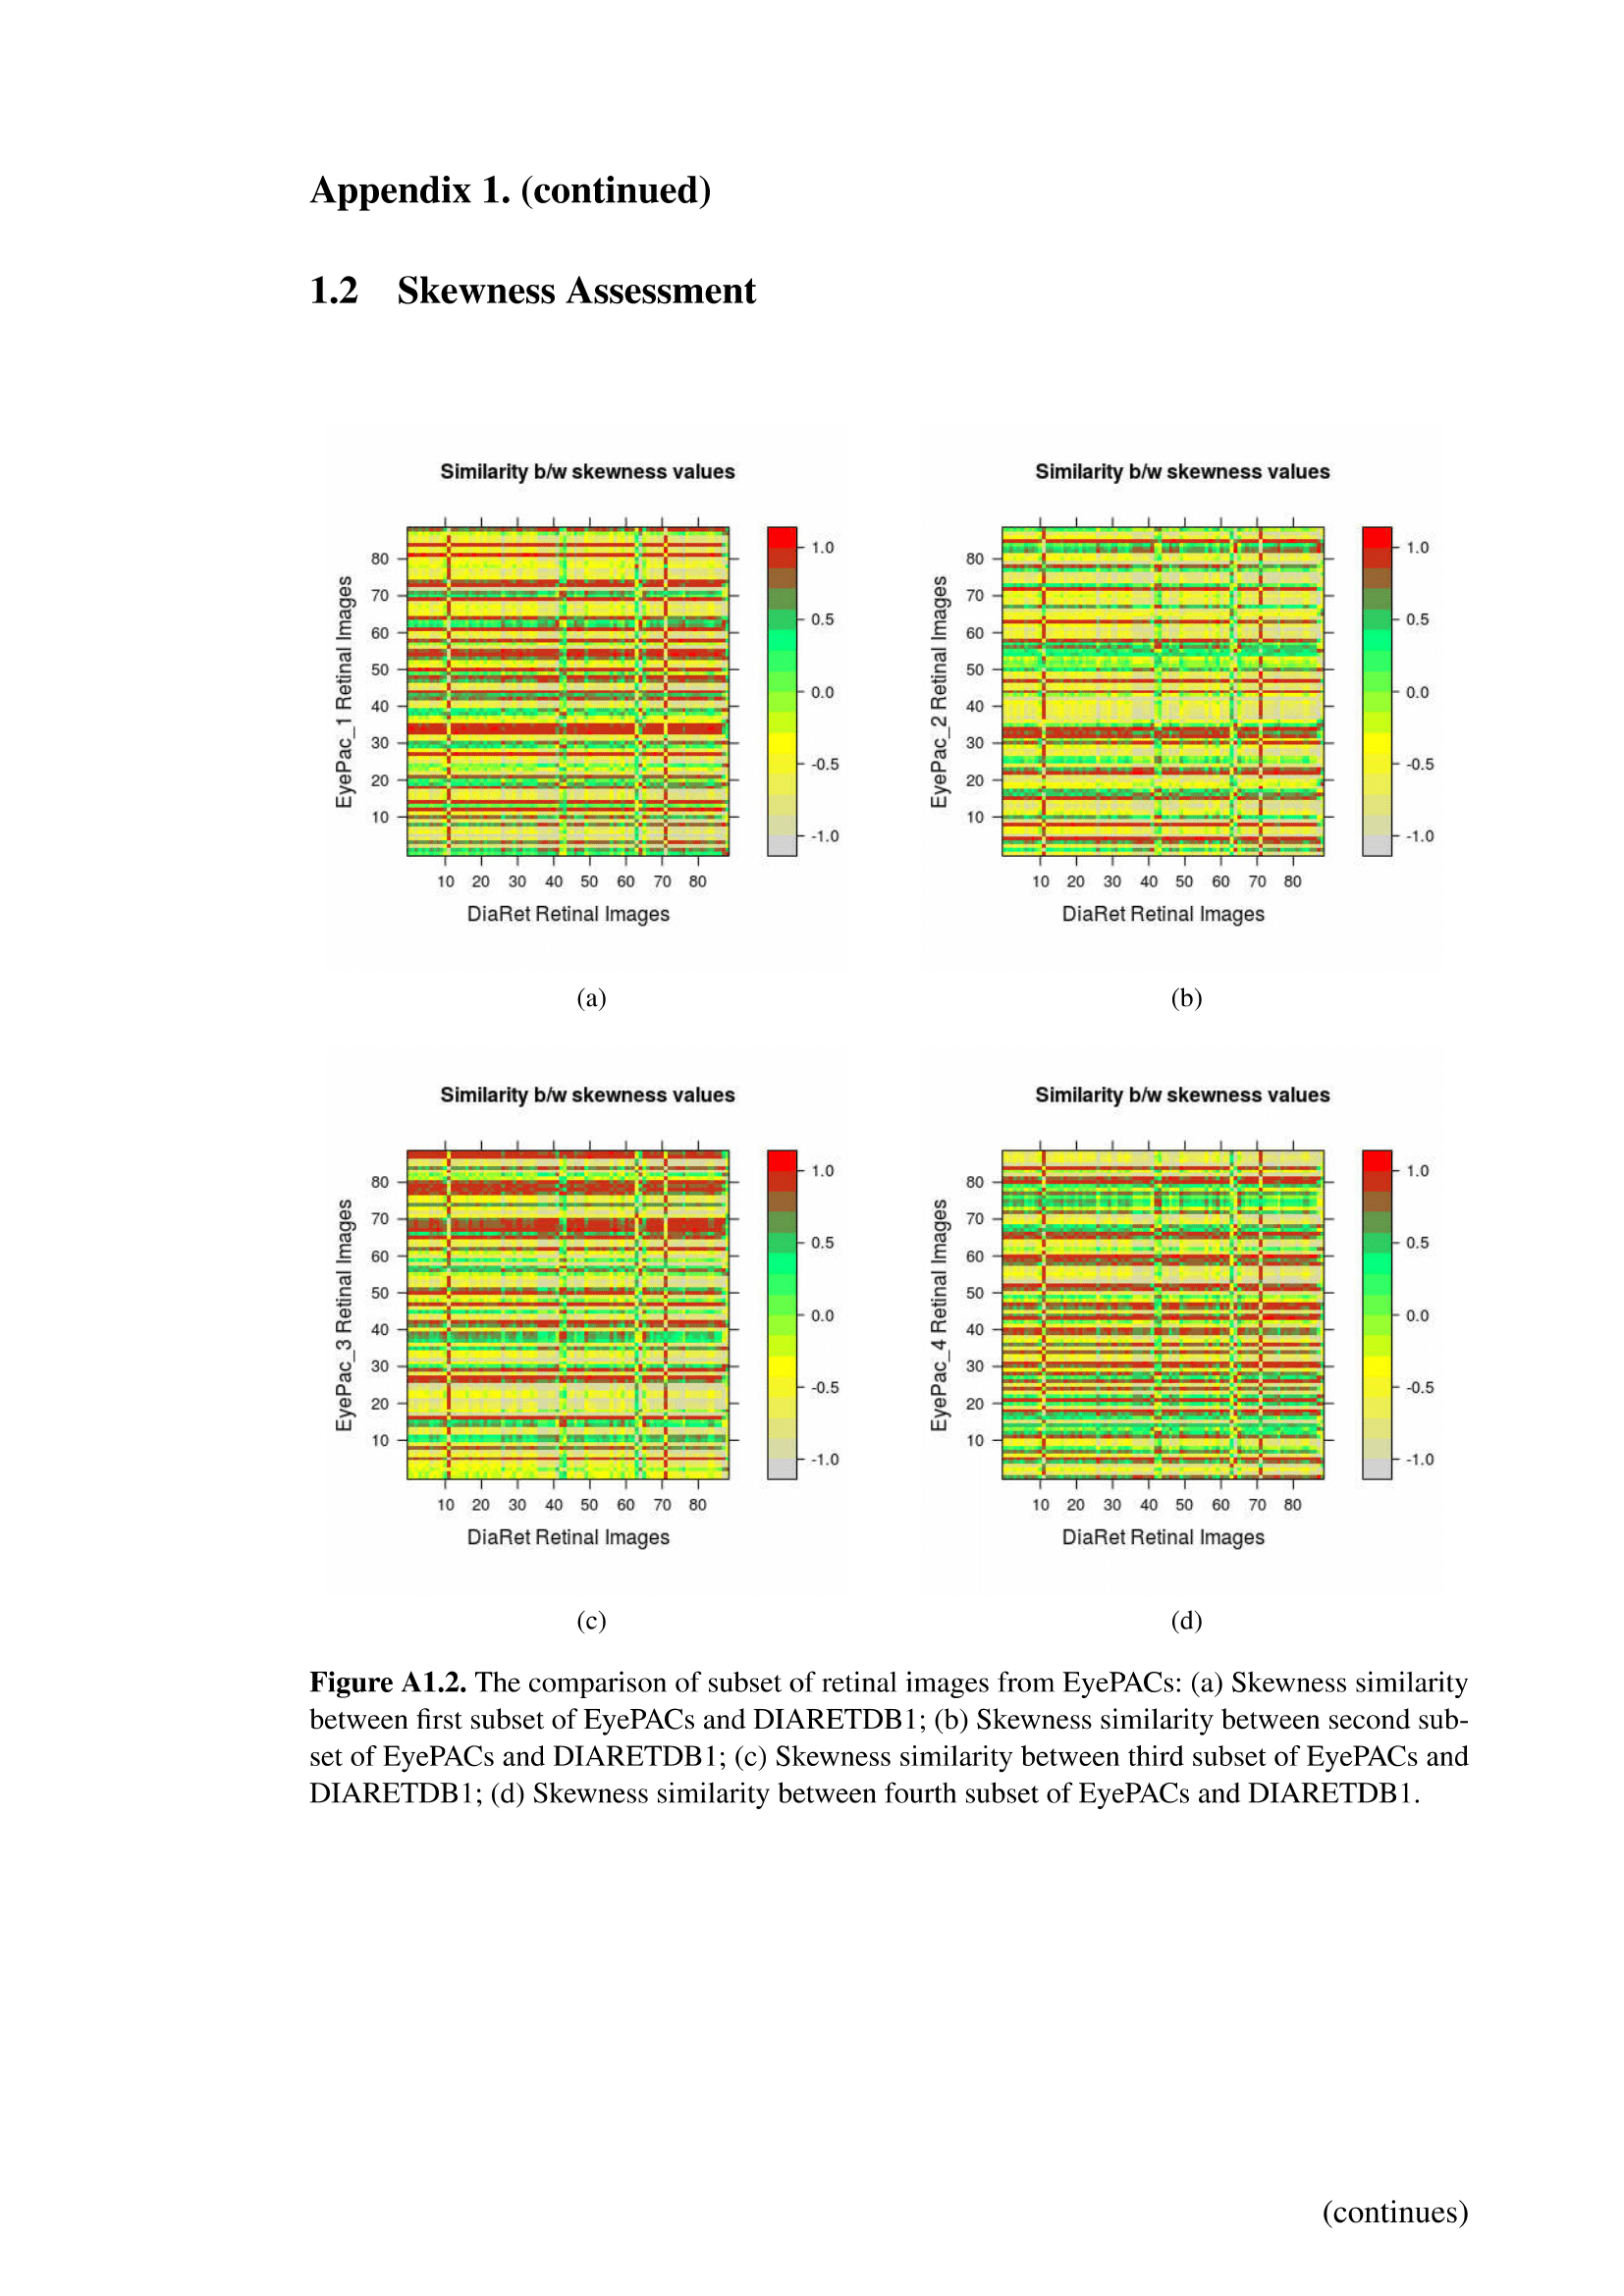 Appendix 1. (continued)
1.2 Skewness Assessment
Similarity b/w skewness values
EyePac_1 Retinal Images
80
70
60
50
40
30
20
10
10 20 30 40 50 60 70 80
DiaRet Retinal Images
1.0
0.5
0.0
-0.5
-1.0
(a)
Similarity b/w skewness values
EyePac_2 Retinal Images
80
70
60
50
40
30
20
10
10 20 30 40 50 60 70 80
DiaRet Retinal Images
1.0
0.5
0.0
-0.5
-1.0
(b)
Similarity b/w skewness values
EyePac_3 Retinal Images
80
70
60
50
40
30
20
10
10 20 30 40 50 60 70 80
DiaRet Retinal Images
1.0
0.5
0.0
-0.5
-1.0
(c)
Similarity b/w skewness values
EyePac_4 Retinal Images
80
70
60
50
40
30
20
10
10 20 30 40 50 60 70 80
DiaRet Retinal Images
1.0
0.5
0.0
-0.5
-1.0
(d)
Figure A1.2. The comparison of subset of retinal images from EyePACs: (a) Skewness similarity
between first subset of EyePACs and DIARETDB1; (b) Skewness similarity between second sub-
set of EyePACs and DIARETDB1; (c) Skewness similarity between third subset of EyePACs and
DIARETDB1; (d) Skewness similarity between fourth subset of EyePACs and DIARETDB1.
(continues)